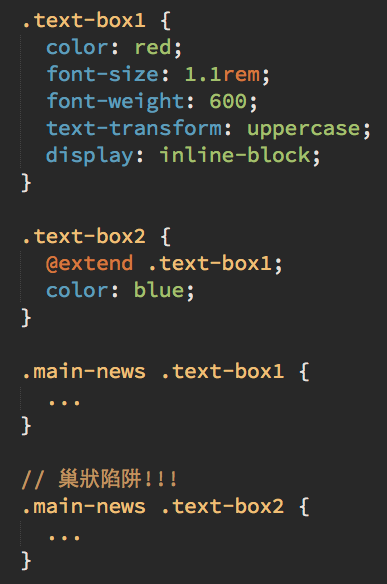 .text-box1 {
  color: red;
  font-size: 1.1rem;
  font-weight: 600;
  text-transform: uppercase;
  display: inline-block;
}

.text-box2 {
  @extend .text-box1;
  color: blue;
}

.main-news .text-box1 {
  ...
}

// 巢狀陷阱!!!
.main-news .text-box2 {
  ...
}